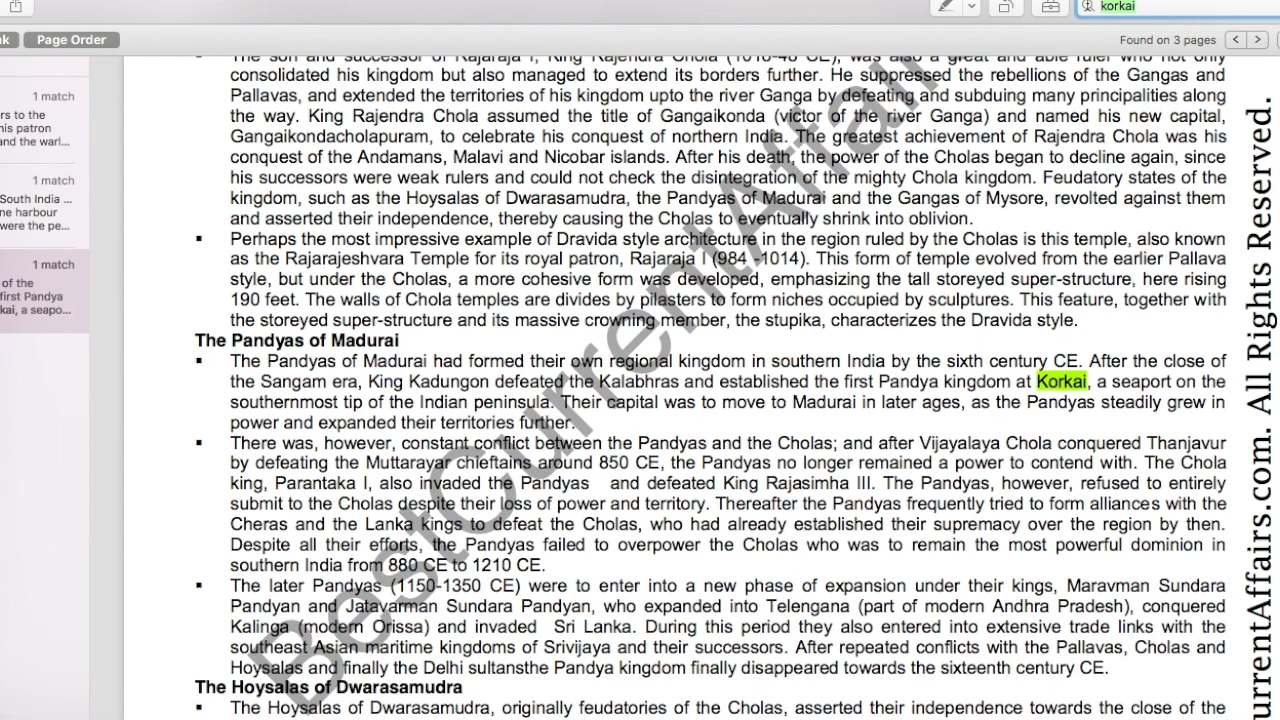 korkai
nk
Page Order
Found on 3 pages
1 match
rs to the
his patron
and the warl...
1 match
South India ...
ne harbour
were the pe...
1 match
of the
first Pandya
kai, a seapo...
The son and successor of Rajaraja I, King Rajendra Chola (1016-48 CE), was also a great and able ruler who not only
consolidated his kingdom but also managed to extend its borders further. He suppressed the rebellions of the Gangas and
Pallavas, and extended the territories of his kingdom upto the river Ganga by defeating and subduing many principalities along
the way. King Rajendra Chola assumed the title of Gangaikonda (victor of the river Ganga) and named his new capital,
Gangaikondacholapuram, to celebrate his conquest of northern India. The greatest achievement of Rajendra Chola was his
conquest of the Andamans, Malavi and Nicobar islands. After his death, the power of the Cholas began to decline again, since
his successors were weak rulers and could not check the disintegration of the mighty Chola kingdom. Feudatory states of the
kingdom, such as the Hoysalas of Dwarasamudra, the Pandyas of Madurai and the Gangas of Mysore, revolted against them
and asserted their independence, thereby causing the Cholas to eventually shrink into oblivion.
▪ Perhaps the most impressive example of Dravida style architecture in the region ruled by the Cholas is this temple, also known
as the Rajarajeshvara Temple for its royal patron, Rajaraja I (984 -1014). This form of temple evolved from the earlier Pallava
style, but under the Cholas, a more cohesive form was developed, emphasizing the tall storeyed super-structure, here rising
190 feet. The walls of Chola temples are divides by pilasters to form niches occupied by sculptures. This feature, together with
the storeyed super-structure and its massive crowning member, the stupika, characterizes the Dravida style.
The Pandyas of Madurai
▪ The Pandyas of Madurai had formed their own regional kingdom in southern India by the sixth century CE. After the close of
the Sangam era, King Kadungon defeated the Kalabhras and established the first Pandya kingdom at Korkai, a seaport on the
southernmost tip of the Indian peninsula. Their capital was to move to Madurai in later ages, as the Pandyas steadily grew in
power and expanded their territories further.
▪ There was, however, constant conflict between the Pandyas and the Cholas; and after Vijayalaya Chola conquered Thanjavur
by defeating the Muttarayar chieftains around 850 CE, the Pandyas no longer remained a power to contend with. The Chola
king, Parantaka I, also invaded the Pandyas and defeated King Rajasimha III. The Pandyas, however, refused to entirely
submit to the Cholas despite their loss of power and territory. Thereafter the Pandyas frequently tried to form alliances with the
Cheras and the Lanka kings to defeat the Cholas, who had already established their supremacy over the region by then.
Despite all their efforts, the Pandyas failed to overpower the Cholas who was to remain the most powerful dominion in
southern India from 880 CE to 1210 CE.
▪ The later Pandyas (1150-1350 CE) were to enter into a new phase of expansion under their kings, Maravman Sundara
Pandyan and Jatavarman Sundara Pandyan, who expanded into Telengana (part of modern Andhra Pradesh), conquered
Kalinga (modern Orissa) and invaded Sri Lanka. During this period they also entered into extensive trade links with the
southeast Asian maritime kingdoms of Srivijaya and their successors. After repeated conflicts with the Pallavas, Cholas and
Hoysalas and finally the Delhi sultansthe Pandya kingdom finally disappeared towards the sixteenth century CE.
The Hoysalas of Dwarasamudra
▪ The Hoysalas of Dwarasamudra, originally feudatories of the Cholas, asserted their independence towards the close of the
BestCurrentAffair
urrentAffairs.com. All Rights Reserved.